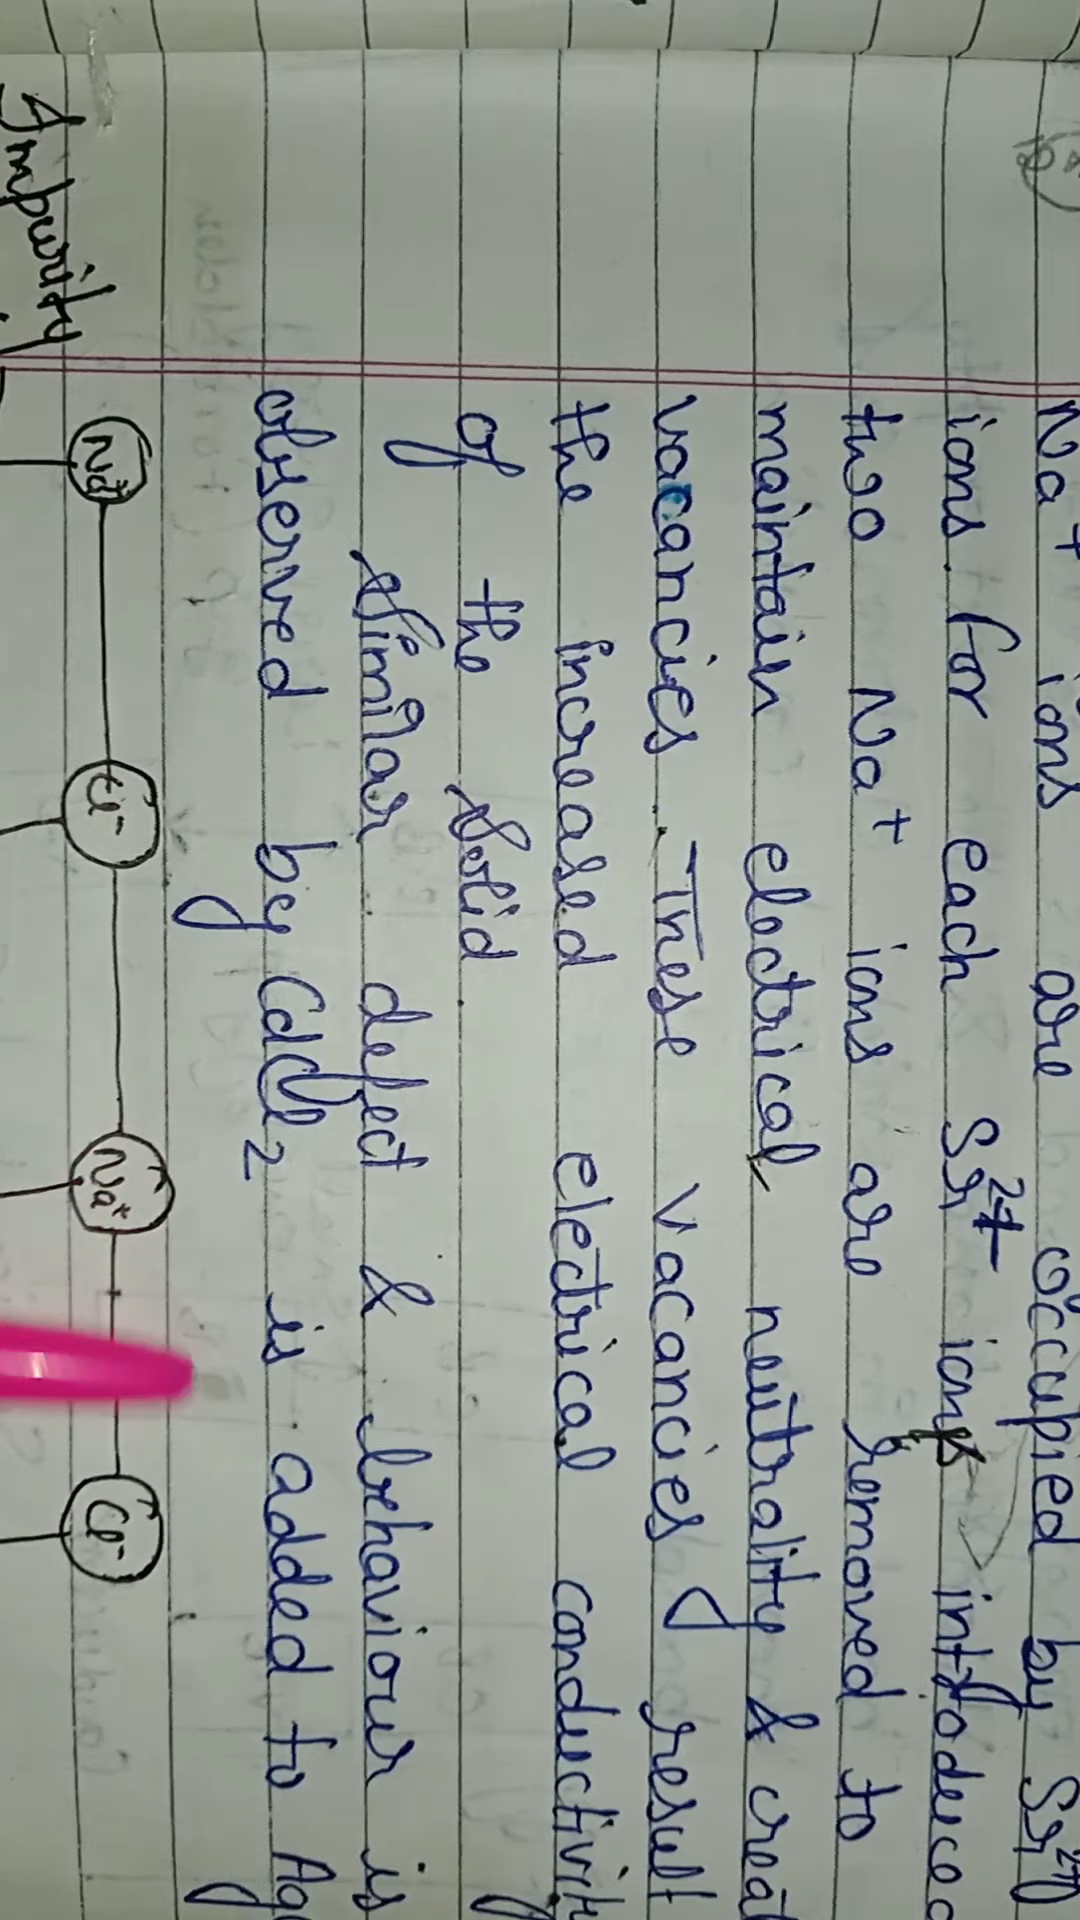 Na+ ions are occupied by Sr2+
ions. for each Sr2+ ions introduced
two Na+ ions are removed to
maintain electrical neutrality & creat
vacancies. These vacancies result
the increased electrical conductivity
of the solid.
Similar defect & behaviour is
observed by CdCl2 is added to Ag
Na+ Cl- Na+ Cl-
Impurity